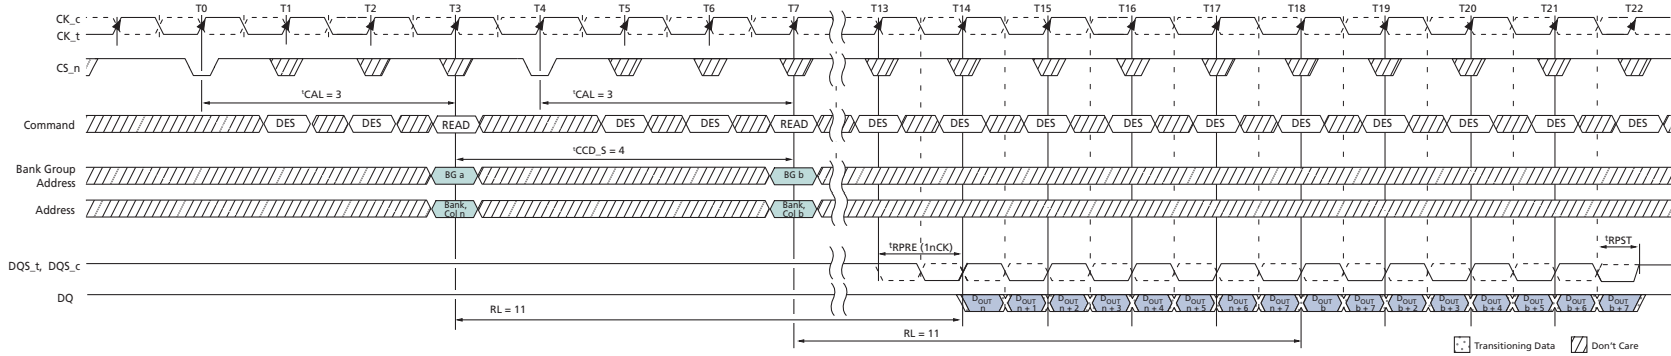 CK_c T0 T1 T2 T3 T4 T5 T6 T7 T13 T14 T15 T16 T17 T18 T19 T20 T21 T22
CK_t
CS_n
tCAL = 3 tCAL = 3
Command DES DES READ DES DES READ DES DES DES DES DES DES DES DES DES DES
tCCD_S = 4
Bank Group
Address BG a BG b
Address Bank, Col n Bank, Col b
tRPRE (1nCK) tRPST
DQS_t, DQS_c
DQ DOUT n DOUT n + 1 DOUT n + 2 DOUT n + 3 DOUT n + 4 DOUT n + 5 DOUT n + 6 DOUT n + 7 DOUT b DOUT b + 7 DOUT b + 2 DOUT b + 3 DOUT b + 4 DOUT b + 5 DOUT b + 6 DOUT b + 7
RL = 11
RL = 11
Transitioning Data Don't Care